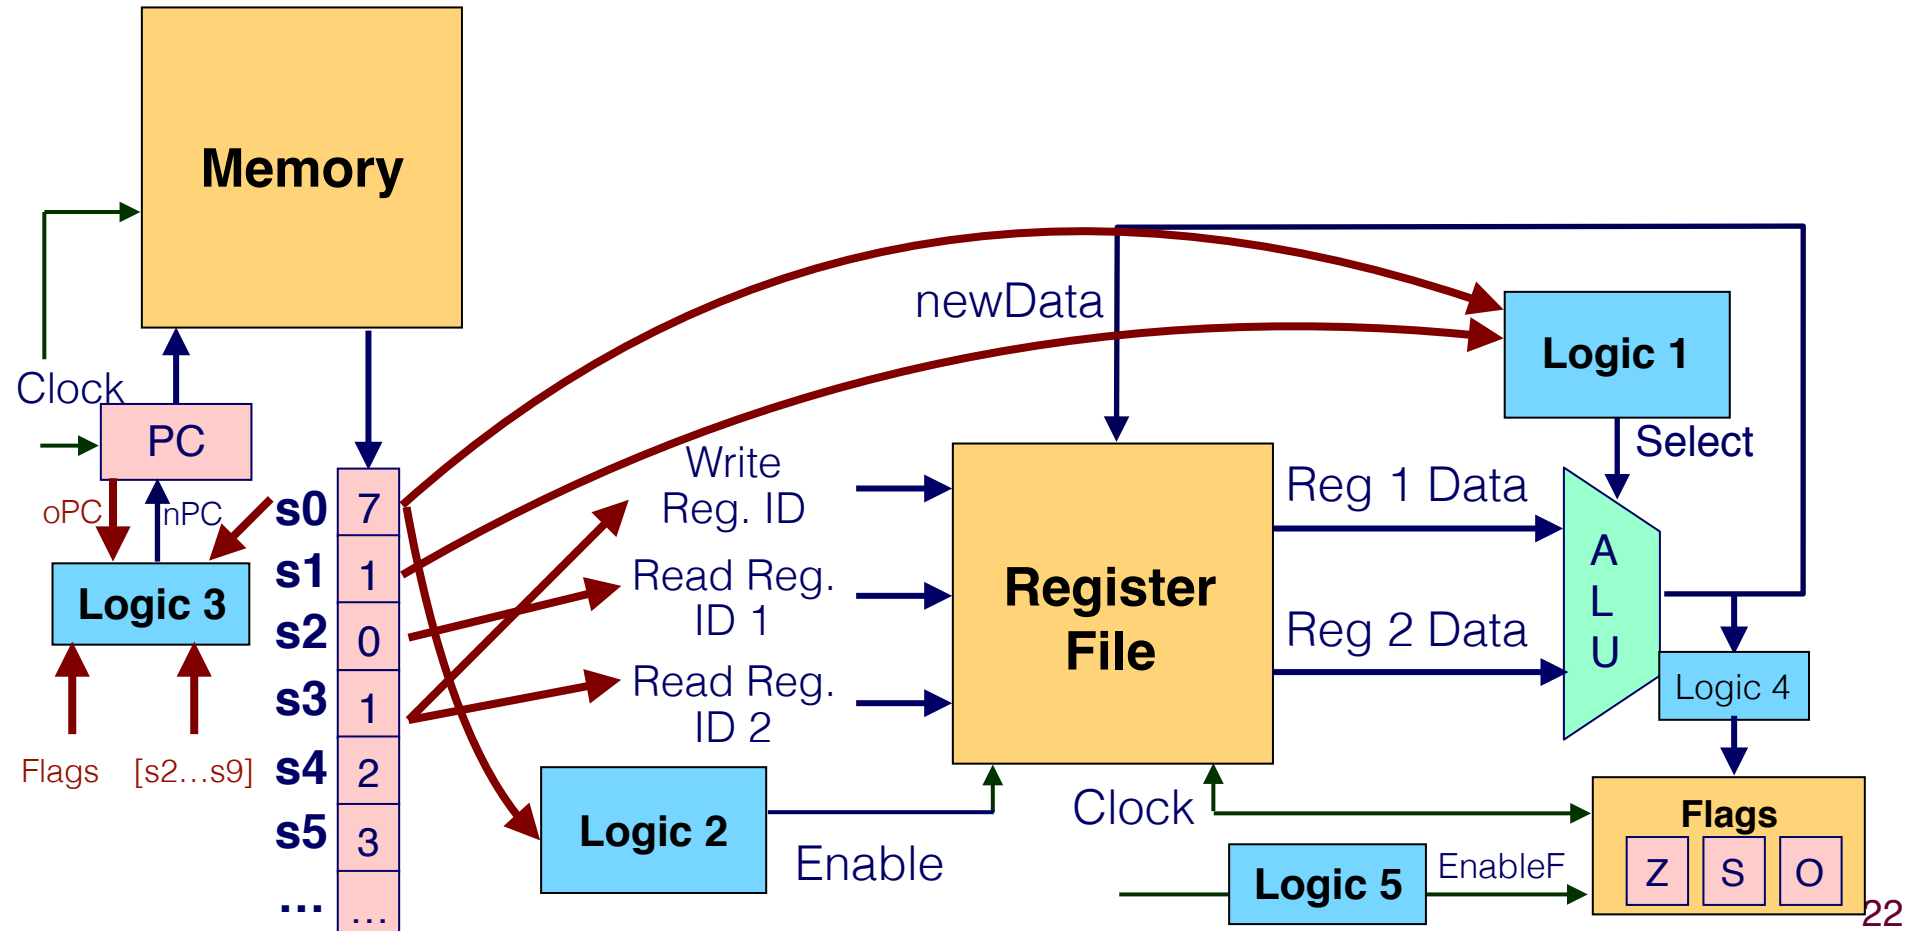 Memory
newData
Logic 1
Clock
PC
Select
Write
Reg. ID
Reg 1 Data
oPC
nPC
s0 7
s1 1
Read Reg.
ID 1
Register
File
A
L
U
Logic 3
s2 0
Reg 2 Data
s3 1
Read Reg.
ID 2
Logic 4
Flags
[s2...s9]
s4 2
Clock
Flags
s5 3
Logic 2
Enable
Logic 5
EnableF
Z S O
... ...
22